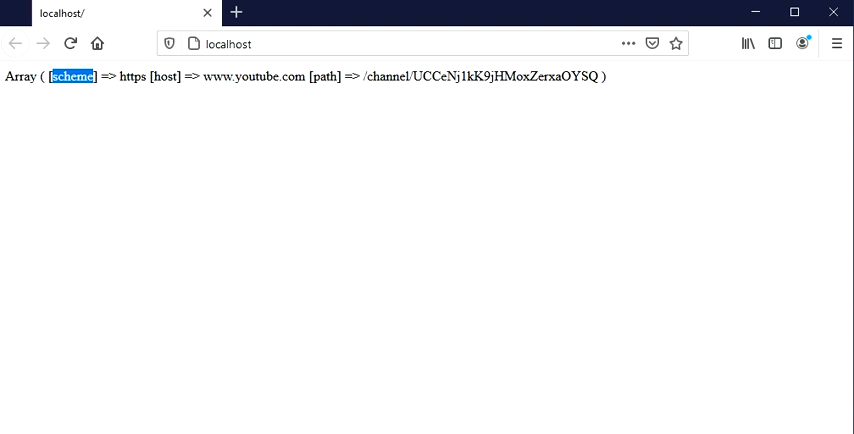 localhost/
localhost
Array ( [scheme] => https [host] => www.youtube.com [path] => /channel/UCCeNj1kK9jHMoxZerxaOYSQ )